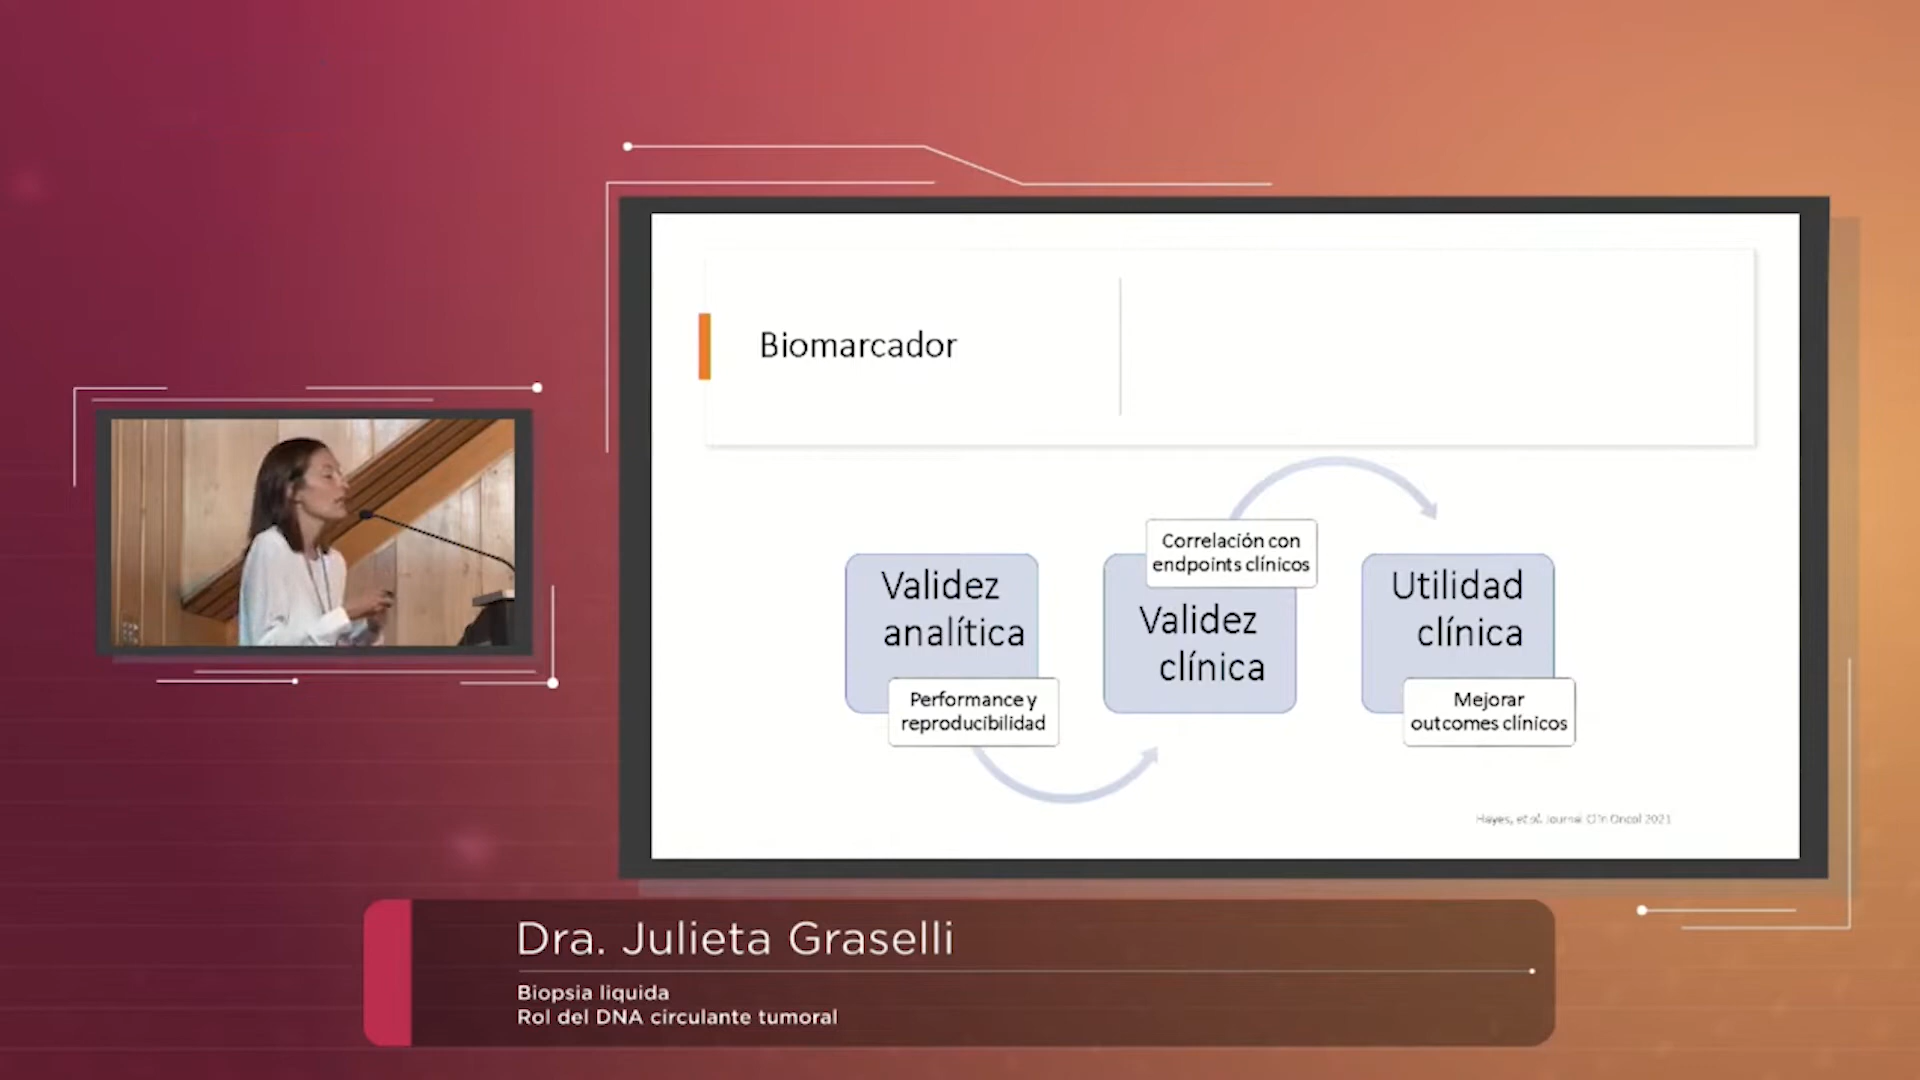 Biomarcador
Validez
analítica
Performance y
reproducibilidad
Correlación con
endpoints clínicos
Validez
clínica
Utilidad
clínica
Mejorar
outcomes clínicos
Hayes, et al. Journal Clin Oncol 2021
Dra. Julieta Graselli
Biopsia liquida
Rol del DNA circulante tumoral